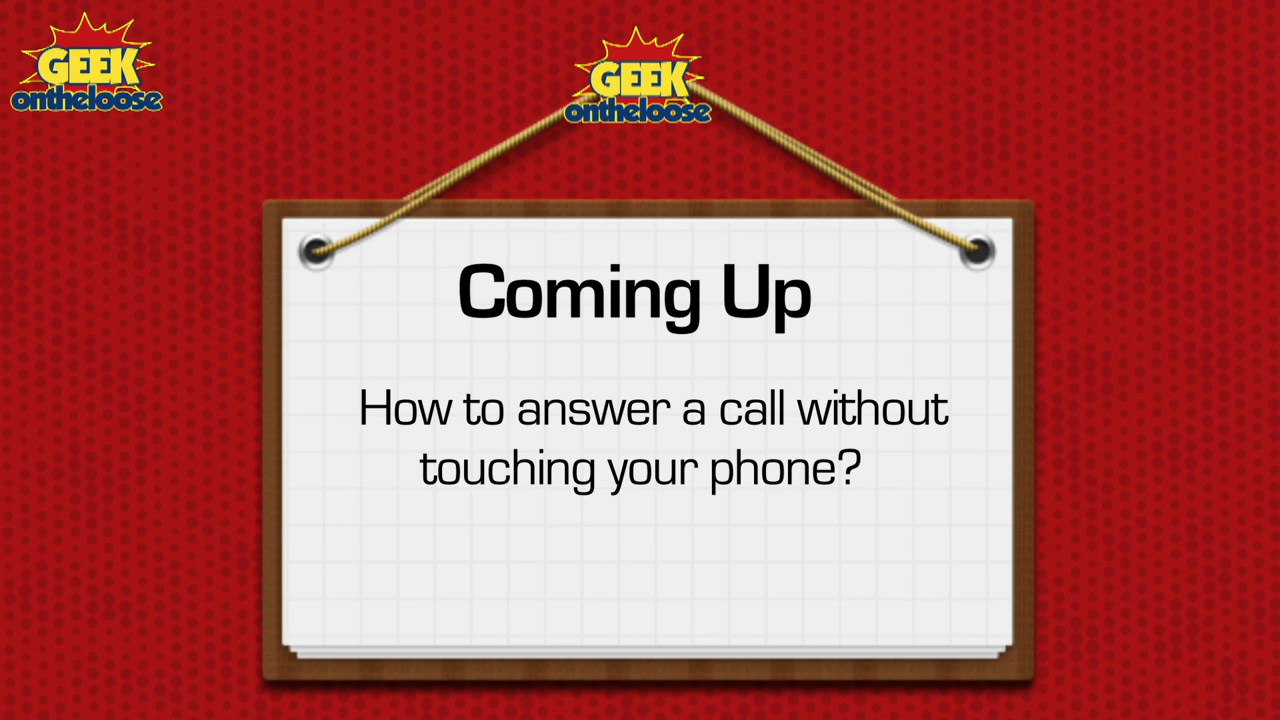 GEEK
ontheloose
GEEK
ontheloose
Coming Up
How to answer a call without
touching your phone?